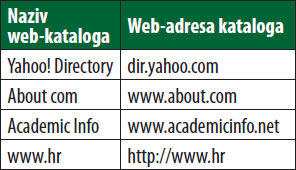 Naziv
web-kataloga
Web-adresa kataloga
Yahoo! Directory dir.yahoo.com
About com www.about.com
Academic Info www.academicinfo.net
www.hr http://www.hr